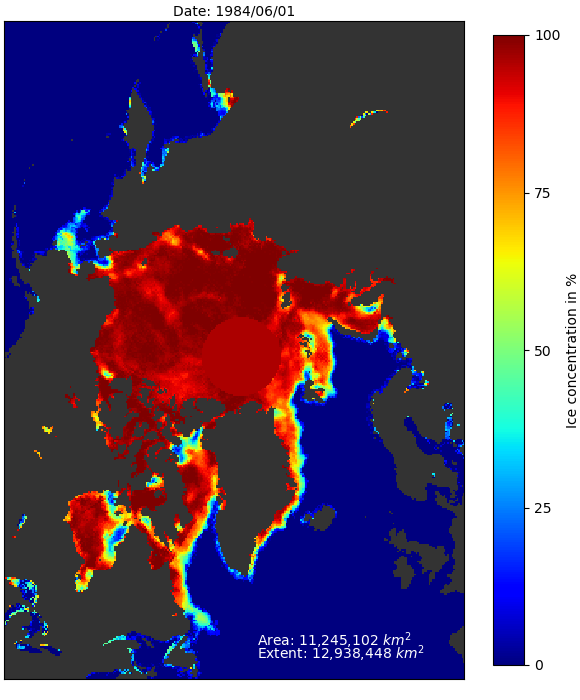 Date: 1984/06/01
100
75
50
25
0
Ice concentration in %
Area: 11,245,102 km²
Extent: 12,938,448 km²